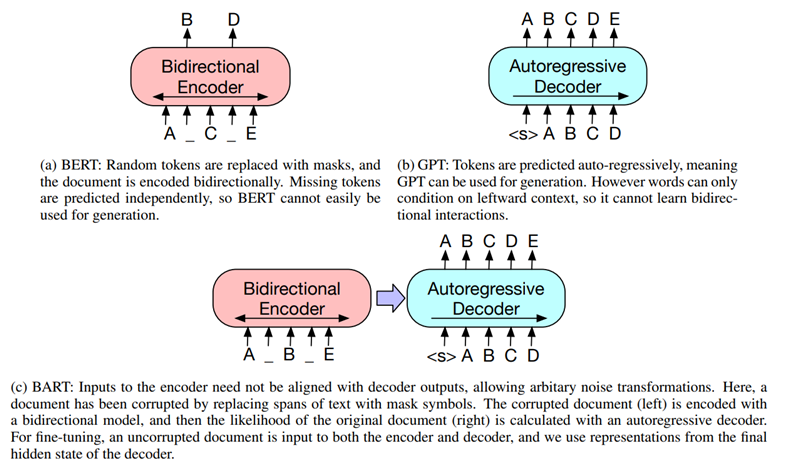 B D
Bidirectional
Encoder
A _ C _ E
(a) BERT: Random tokens are replaced with masks, and
the document is encoded bidirectionally. Missing tokens
are predicted independently, so BERT cannot easily be
used for generation.
A B C D E
Autoregressive
Decoder
<s> A B C D
(b) GPT: Tokens are predicted auto-regressively, meaning
GPT can be used for generation. However words can only
condition on leftward context, so it cannot learn bidirec-
tional interactions.
Bidirectional
Encoder
A _ B _ E
A B C D E
Autoregressive
Decoder
<s> A B C D
(c) BART: Inputs to the encoder need not be aligned with decoder outputs, allowing arbitary noise transformations. Here, a
document has been corrupted by replacing spans of text with mask symbols. The corrupted document (left) is encoded with
a bidirectional model, and then the likelihood of the original document (right) is calculated with an autoregressive decoder.
For fine-tuning, an uncorrupted document is input to both the encoder and decoder, and we use representations from the final
hidden state of the decoder.